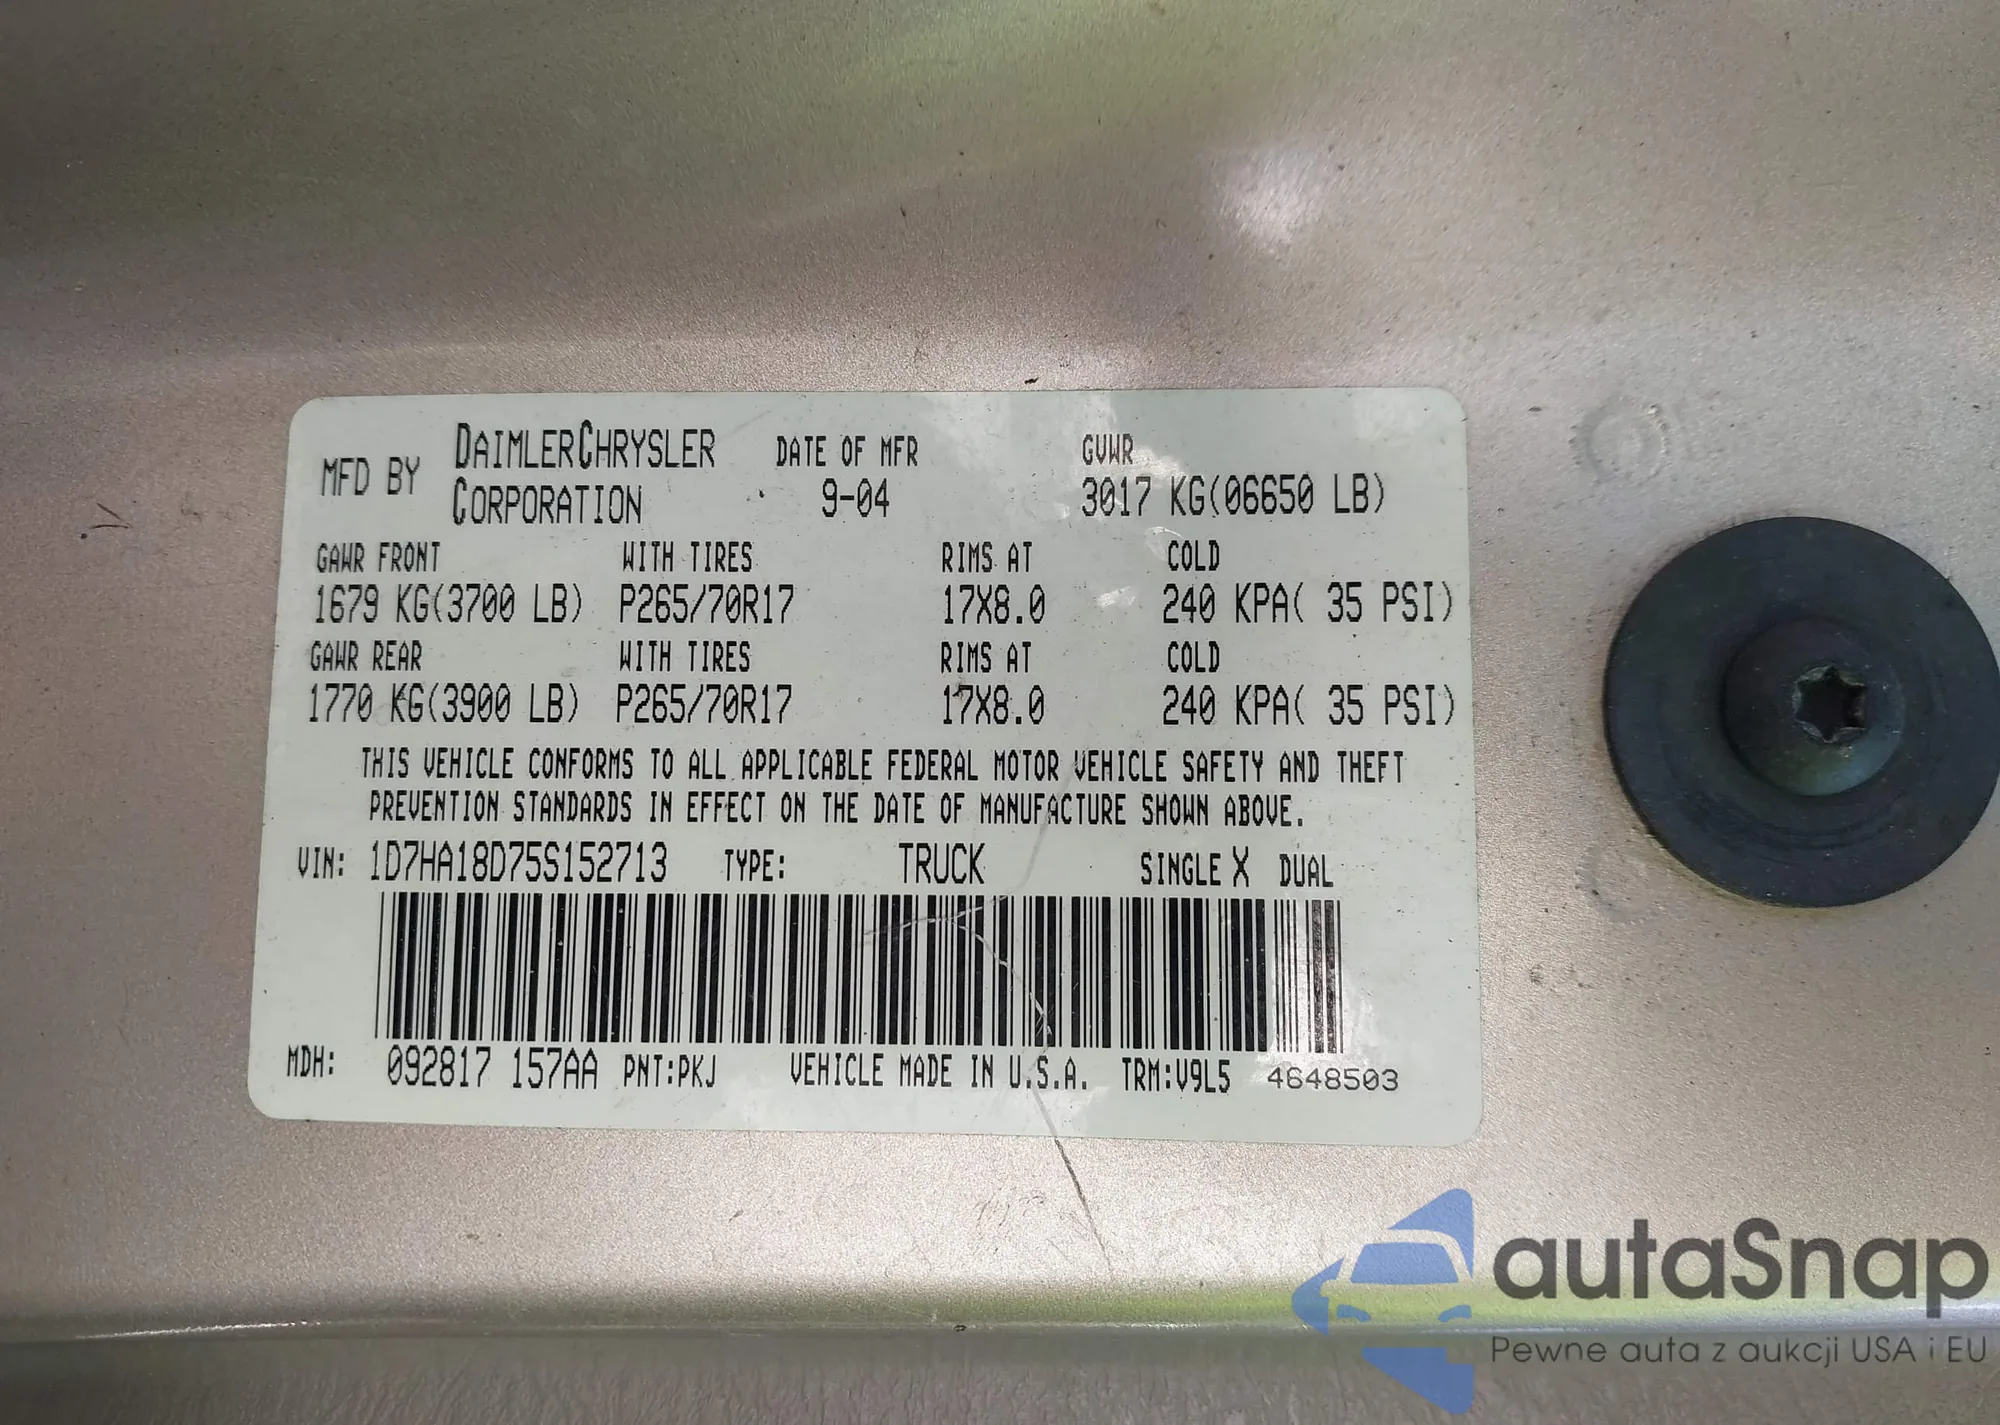 MFD BY DAIMLERCHRYSLER CORPORATION DATE OF MFR 9-04 GVWR 3017 KG(06650 LB)
GAWR FRONT WITH TIRES RIMS AT COLD
1679 KG(3700 LB) P265/70R17 17X8.0 240 KPA( 35 PSI)
GAWR REAR WITH TIRES RIMS AT COLD
1770 KG(3900 LB) P265/70R17 17X8.0 240 KPA( 35 PSI)
THIS VEHICLE CONFORMS TO ALL APPLICABLE FEDERAL MOTOR VEHICLE SAFETY AND THEFT
PREVENTION STANDARDS IN EFFECT ON THE DATE OF MANUFACTURE SHOWN ABOVE.
VIN: 1D7HA18D75S152713 TYPE: TRUCK SINGLE X DUAL
MDH: 092817 157AA PNT:PKJ VEHICLE MADE IN U.S.A. TRM:V9L5 4648503
autaSnap
Pewne auta z aukcji USA i EU